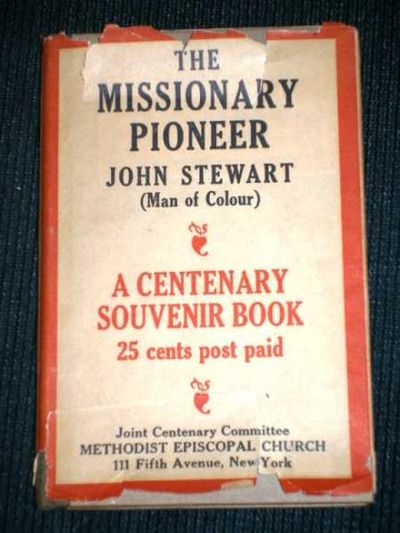 THE
MISSIONARY
PIONEER
JOHN STEWART
(Man of Colour)
A CENTENARY
SOUVENIR BOOK
25 cents post paid
Joint Centenary Committee
METHODIST EPISCOPAL CHURCH
111 Fifth Avenue, New York